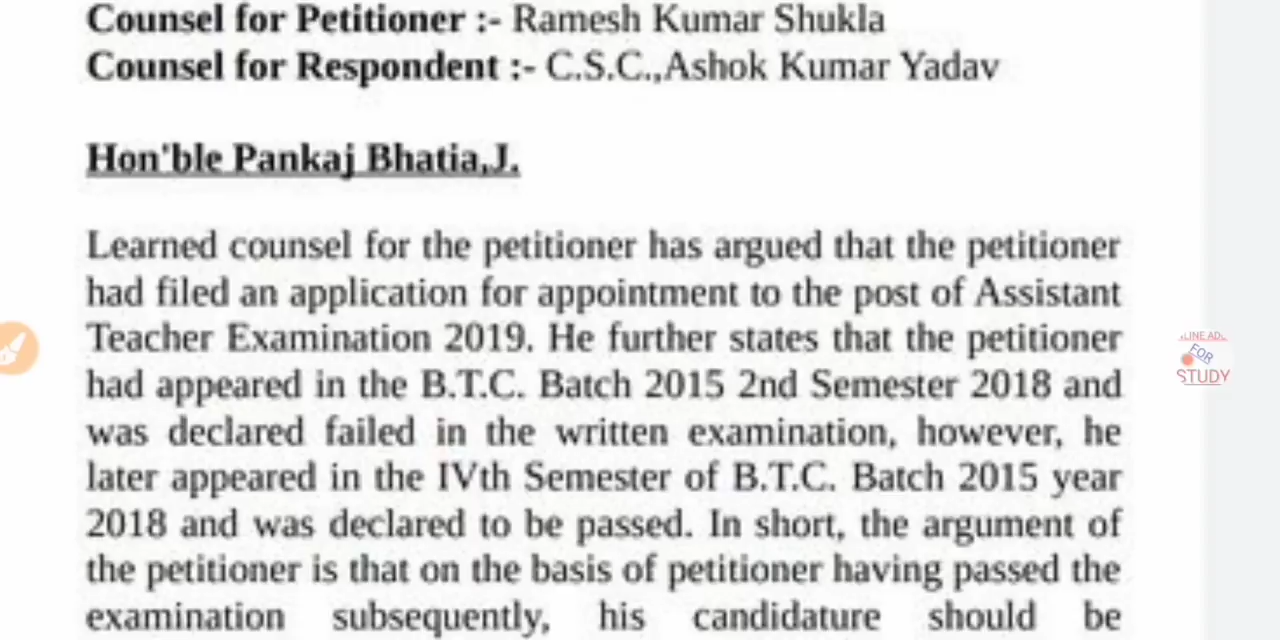 Counsel for Petitioner :- Ramesh Kumar Shukla
Counsel for Respondent :- C.S.C.,Ashok Kumar Yadav
Hon'ble Pankaj Bhatia,J.
Learned counsel for the petitioner has argued that the petitioner
had filed an application for appointment to the post of Assistant
Teacher Examination 2019. He further states that the petitioner
had appeared in the B.T.C. Batch 2015 2nd Semester 2018 and
was declared failed in the written examination, however, he
later appeared in the IVth Semester of B.T.C. Batch 2015 year
2018 and was declared to be passed. In short, the argument of
the petitioner is that on the basis of petitioner having passed the
examination subsequently, his candidature should be
FOR
STUDY